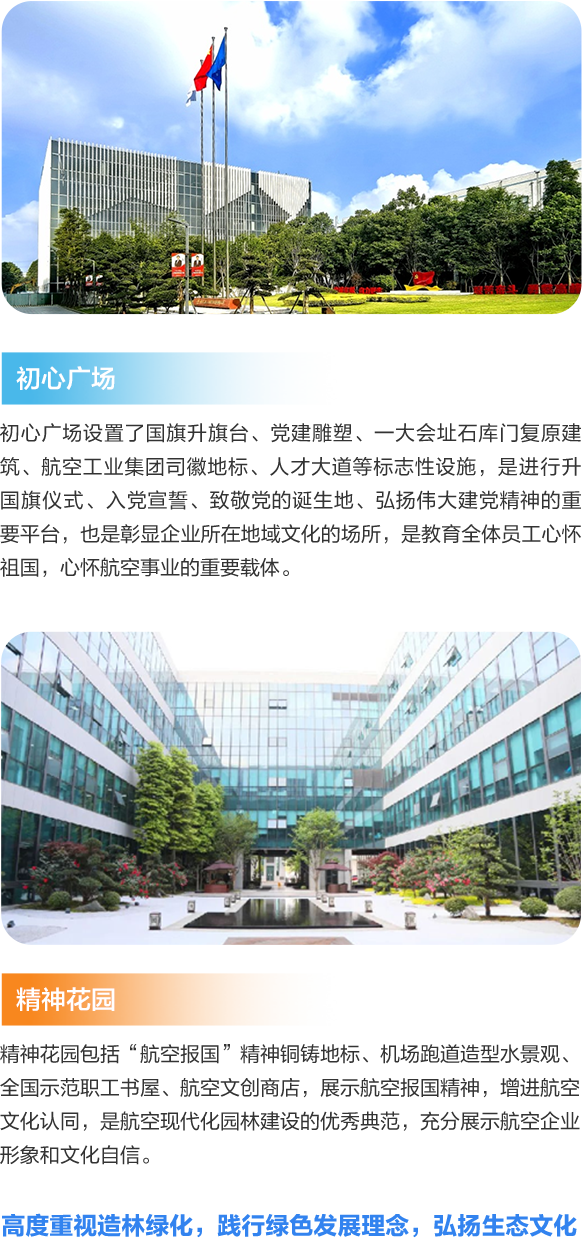 初心广场
初心广场设置了国旗升旗台、党建雕塑、一大会址石库门复原建
筑、航空工业集团司徽地标、人才大道等标志性设施，是进行升
国旗仪式、入党宣誓、致敬党的诞生地、弘扬伟大建党精神的重
要平台，也是彰显企业所在地域文化的场所，是教育全体员工心怀
祖国，心怀航空事业的重要载体。
精神花园
精神花园包括“航空报国”精神铜铸地标、机场跑道造型水景观、
全国示范职工书屋、航空文创商店，展示航空报国精神，增进航空
文化认同，是航空现代化园林建设的优秀典范，充分展示航空企业
形象和文化自信。
高度重视造林绿化，践行绿色发展理念，弘扬生态文化